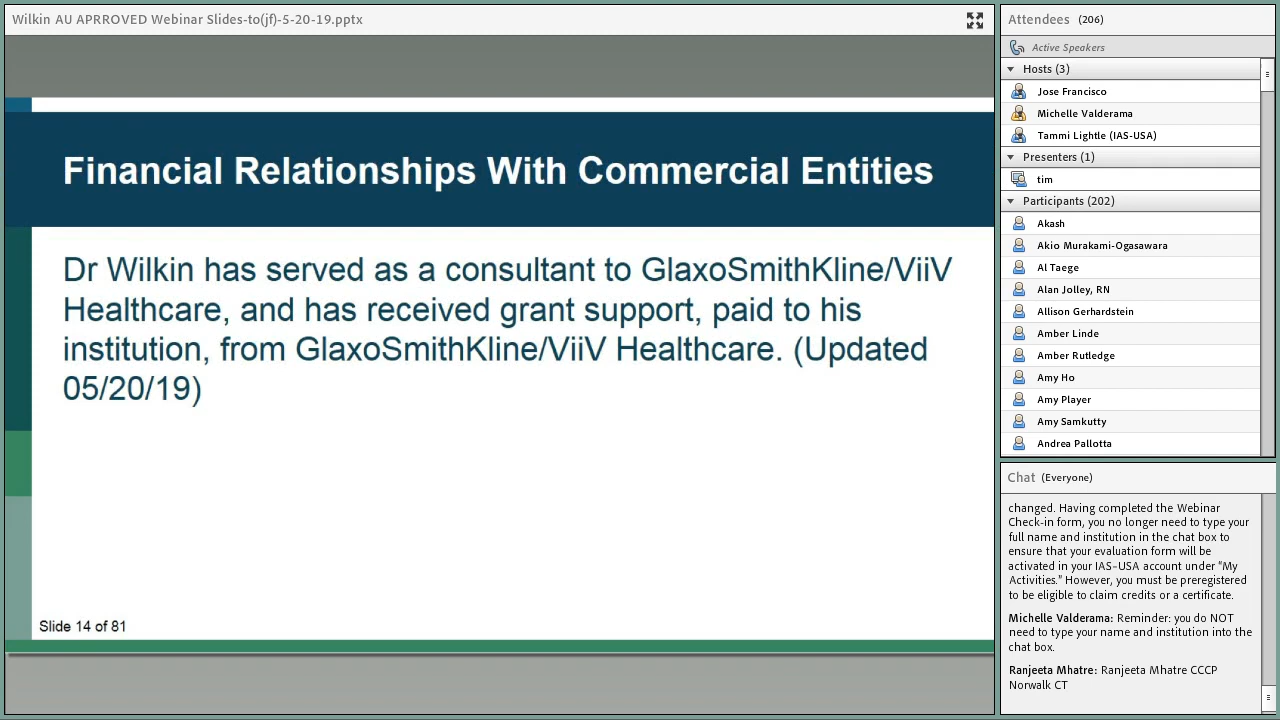 Wilkin AU APRROVED Webinar Slides-to(jf)-5-20-19.pptx
Financial Relationships With Commercial Entities
Dr Wilkin has served as a consultant to GlaxoSmithKline/ViiV
Healthcare, and has received grant support, paid to his
institution, from GlaxoSmithKline/ViiV Healthcare. (Updated
05/20/19)
Slide 14 of 81
Attendees (206)
Active Speakers
Hosts (3)
Jose Francisco
Michelle Valderama
Tammi Lightle (IAS-USA)
Presenters (1)
tim
Participants (202)
Akash
Akio Murakami-Ogasawara
Al Taege
Alan Jolley, RN
Allison Gerhardstein
Amber Linde
Amber Rutledge
Amy Ho
Amy Player
Amy Samkutty
Andrea Pallotta
Chat (Everyone)
changed. Having completed the Webinar
Check-in form, you no longer need to type your
full name and institution in the chat box to
ensure that your evaluation form will be
activated in your IAS-USA account under “My
Activities.” However, you must be preregistered
to be eligible to claim credits or a certificate.
Michelle Valderama: Reminder: you do NOT
need to type your name and institution into the
chat box.
Ranjeeta Mhatre: Ranjeeta Mhatre CCCP
Norwalk CT